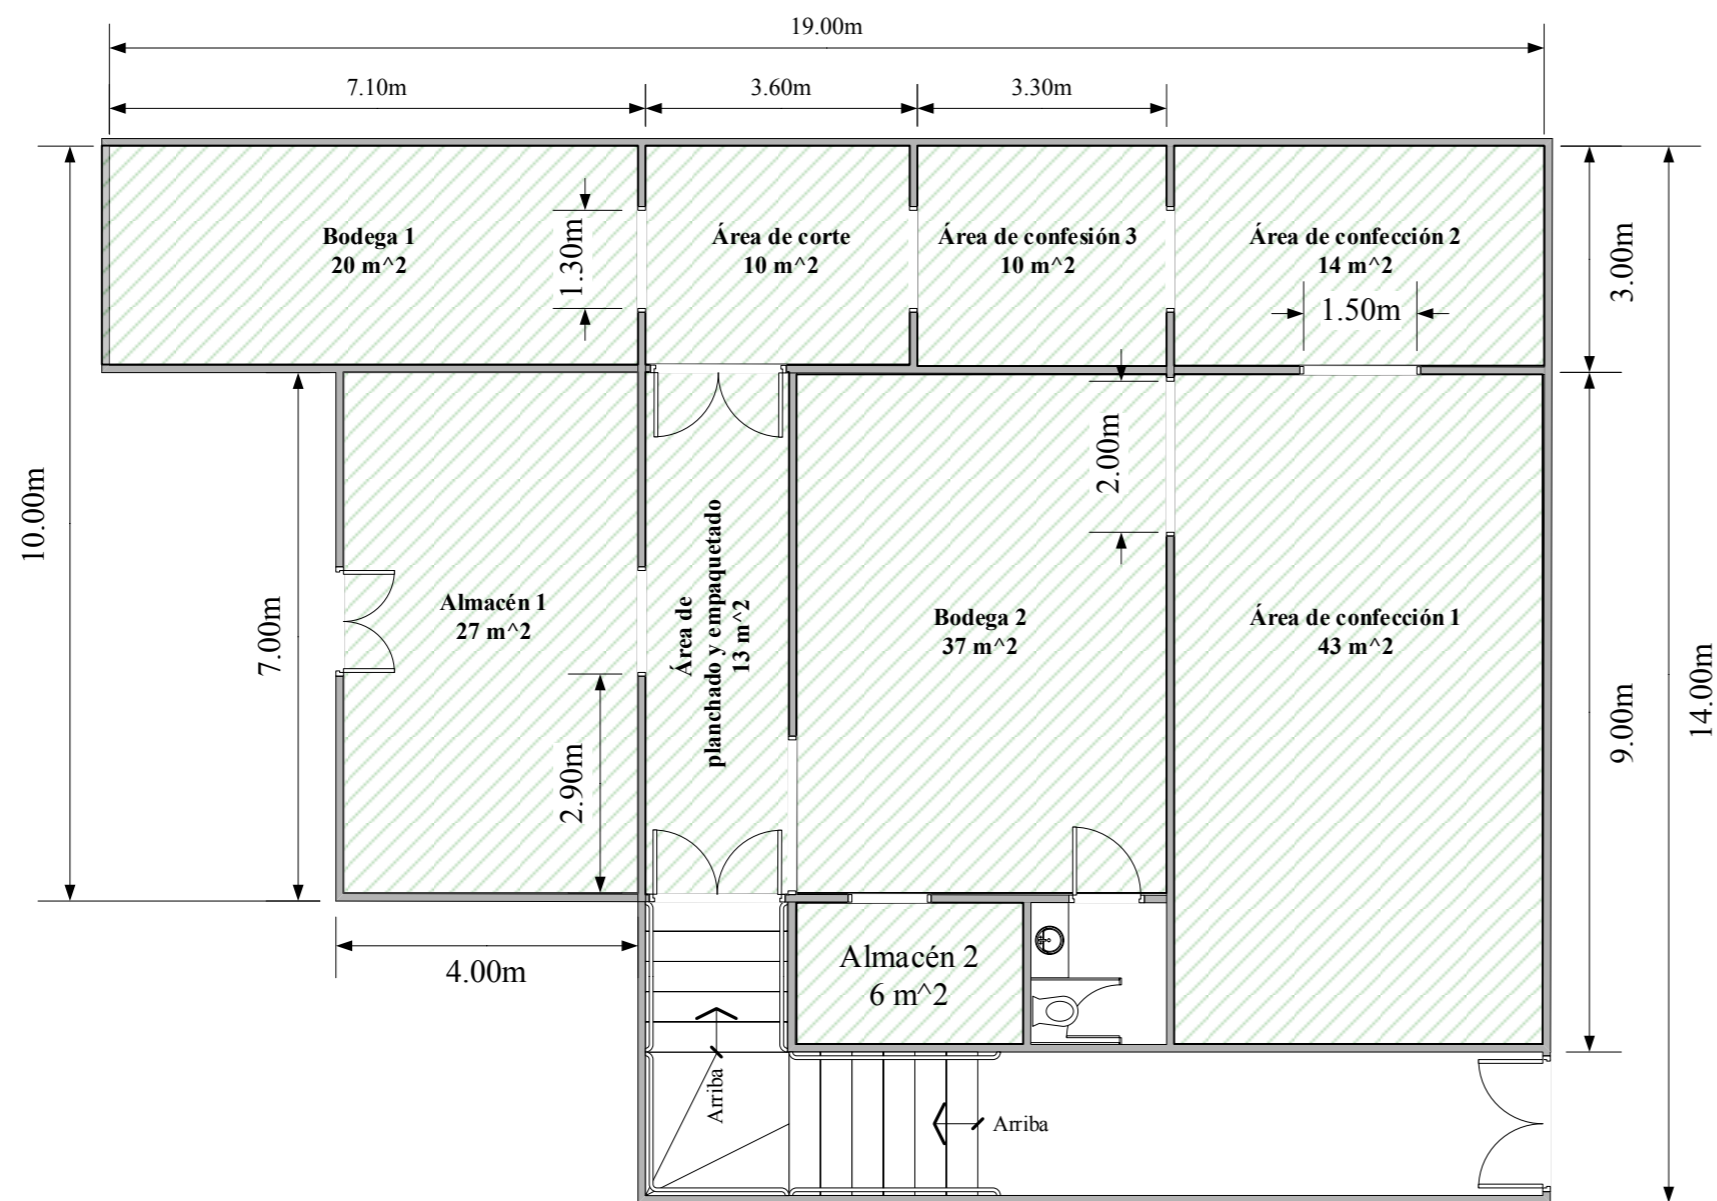 19.00m
7.10m
3.60m
3.30m
Bodega 1
20 m^2
1.30m
Área de corte
10 m^2
Área de confesión 3
10 m^2
Área de confección 2
14 m^2
1.50m
3.00m
10.00m
7.00m
Almacén 1
27 m^2
2.90m
Área de
planchado y empaquetado
13 m^2
Bodega 2
37 m^2
2.00m
Área de confección 1
43 m^2
9.00m
14.00m
4.00m
Almacén 2
6 m^2
Arriba
Arriba